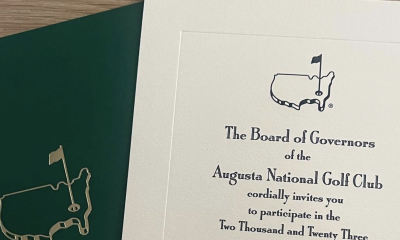 The Board of Governors
of the
Augusta National Golf Club
cordially invites you
to participate in the
Two Thousand and Twenty Three